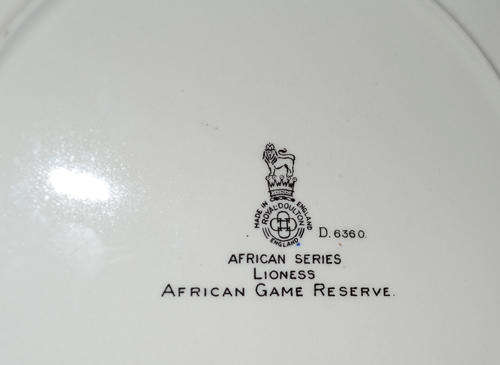 MADE IN ENGLAND
ROYAL DOULTON
ENGLAND
D.6360.
AFRICAN SERIES
LIONESS
AFRICAN GAME RESERVE.